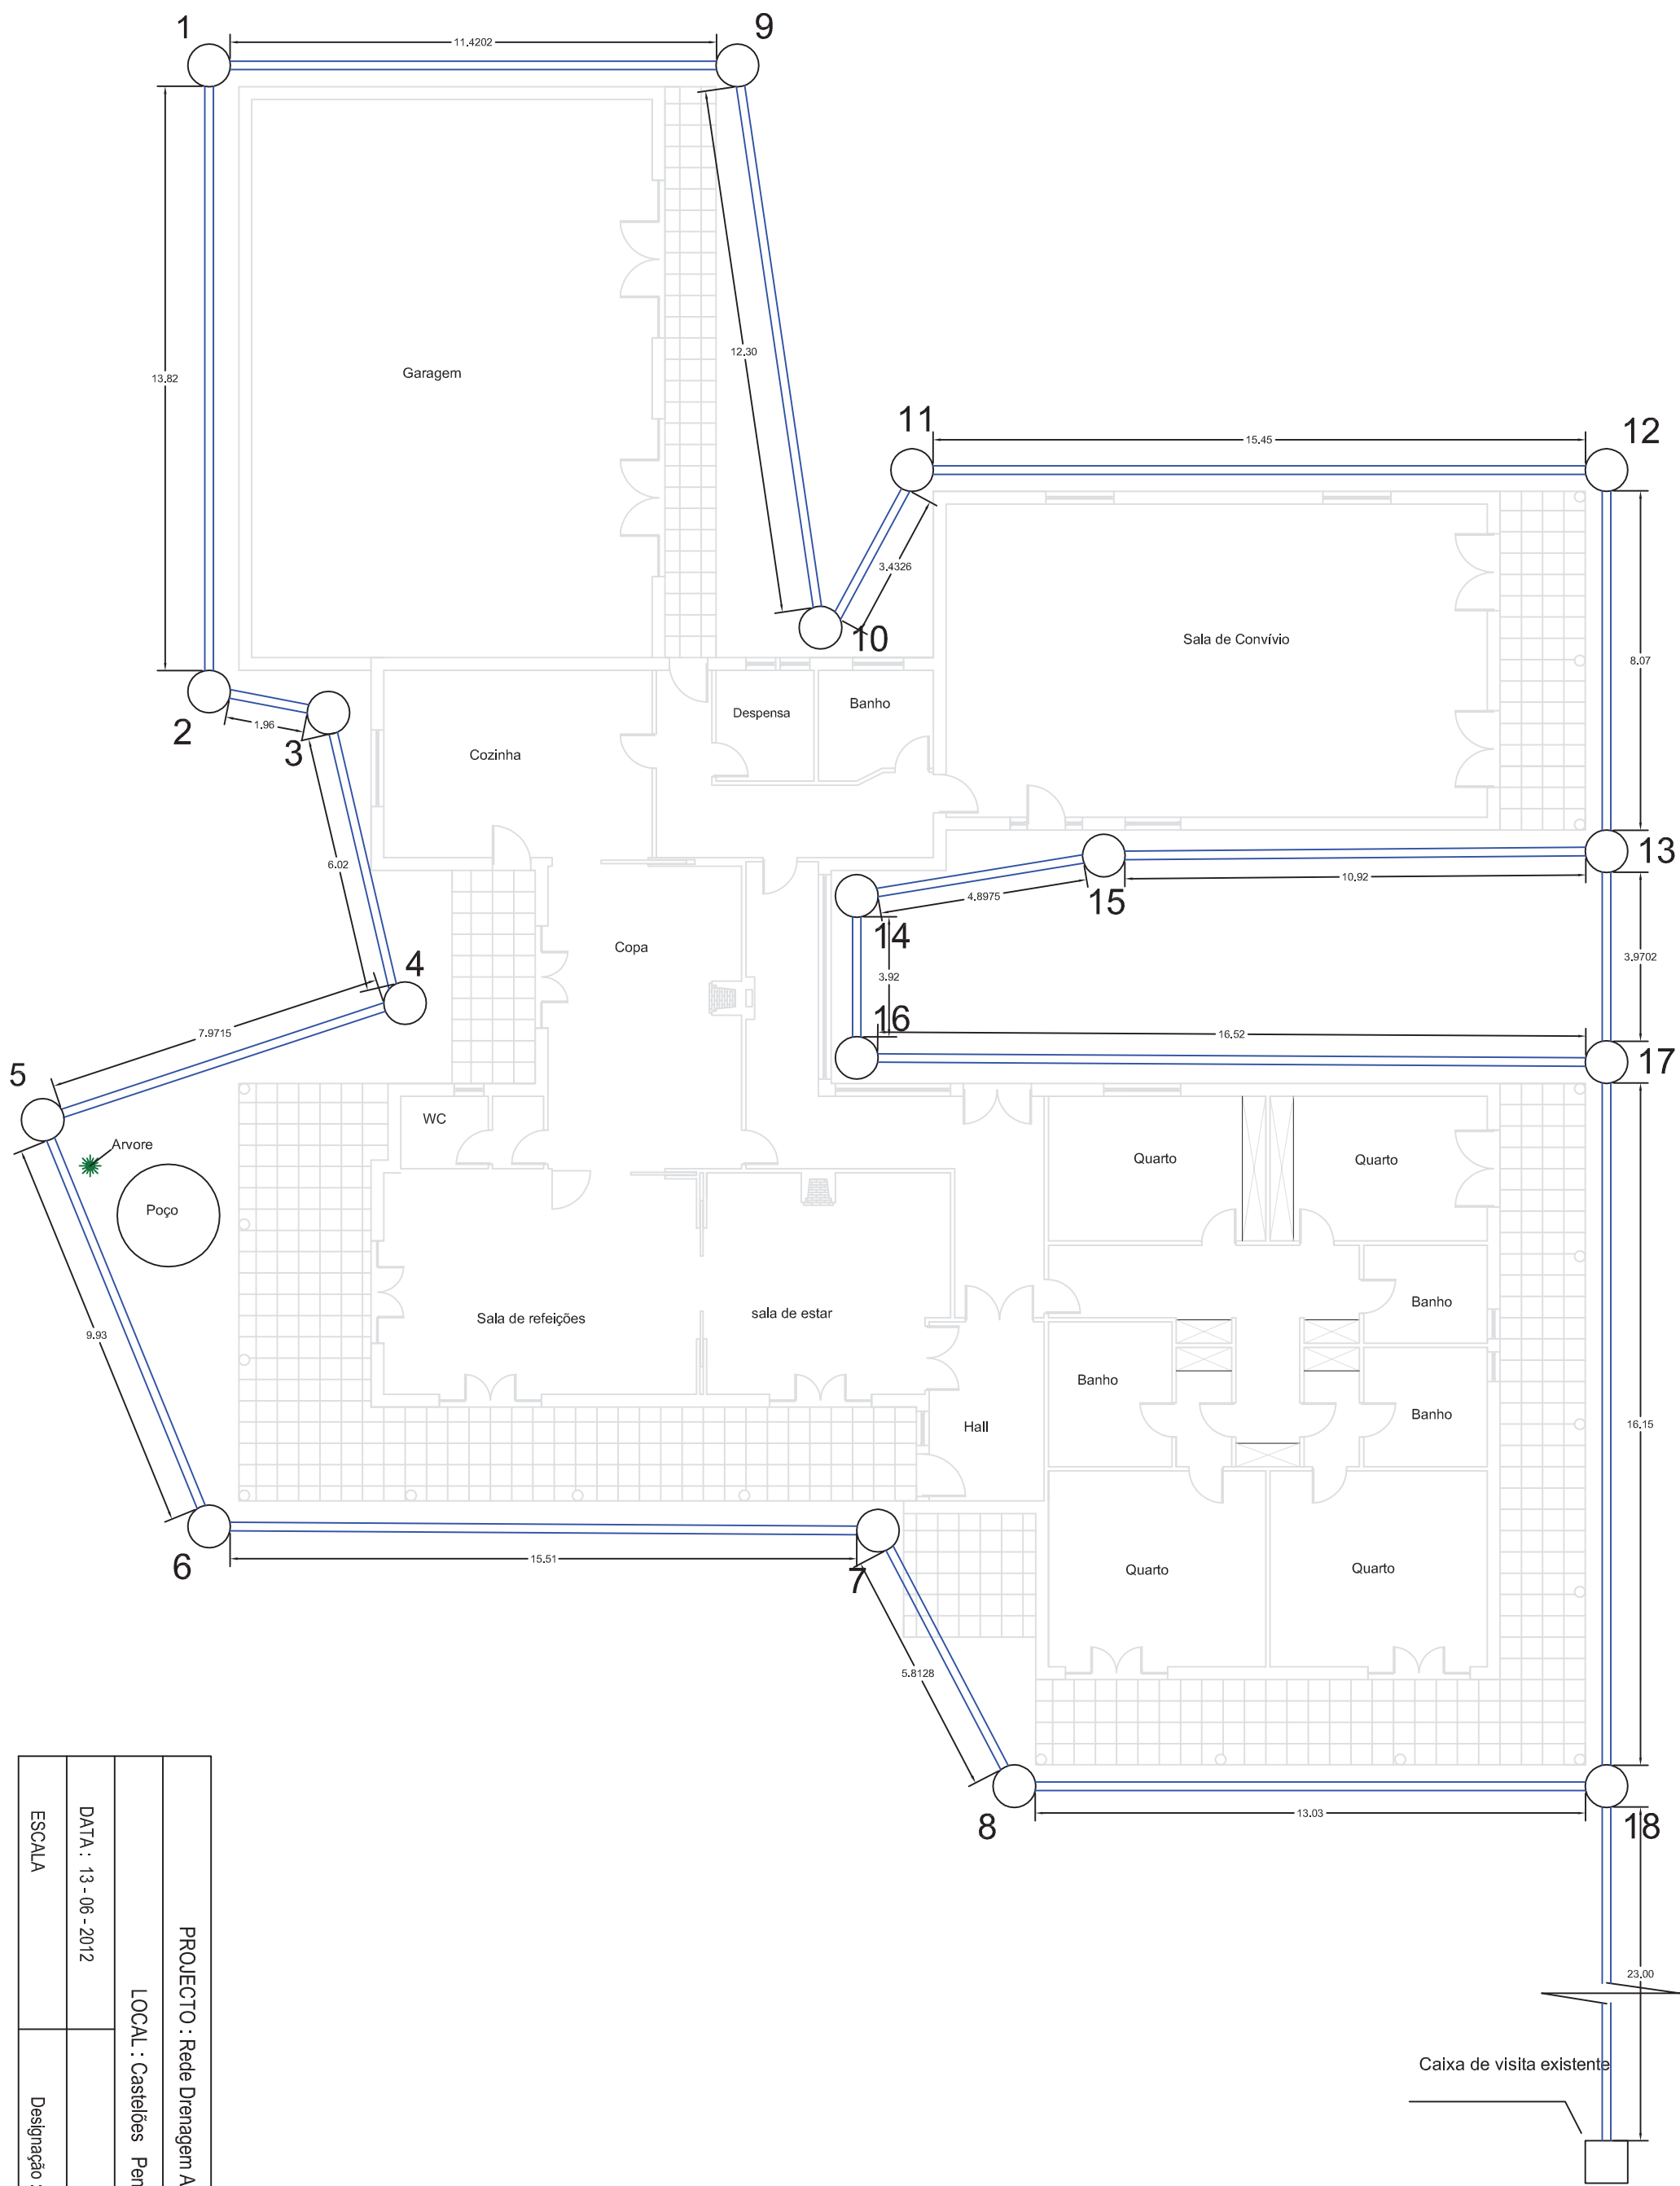 1
9
11.4202
13.82
12.30
Garagem
11
12
15.45
3.4326
10
Sala de Convívio
8.07
2
1.96
3
Despensa
Banho
Cozinha
6.02
13
15
10.92
4.8975
14
Copa
3.92
3.9702
4
16
16.52
17
7.9715
5
WC
Arvore
Poço
Quarto
Quarto
9.93
Sala de refeições
sala de estar
Banho
Banho
Banho
Hall
16.15
6
15.51
7
Quarto
Quarto
5.8128
8
13.03
18
23.00
Caixa de visita existente
PROJECTO : Rede Drenagem A
LOCAL : Castelões
DATA : 13 - 06 - 2012
ESCALA
Designação :